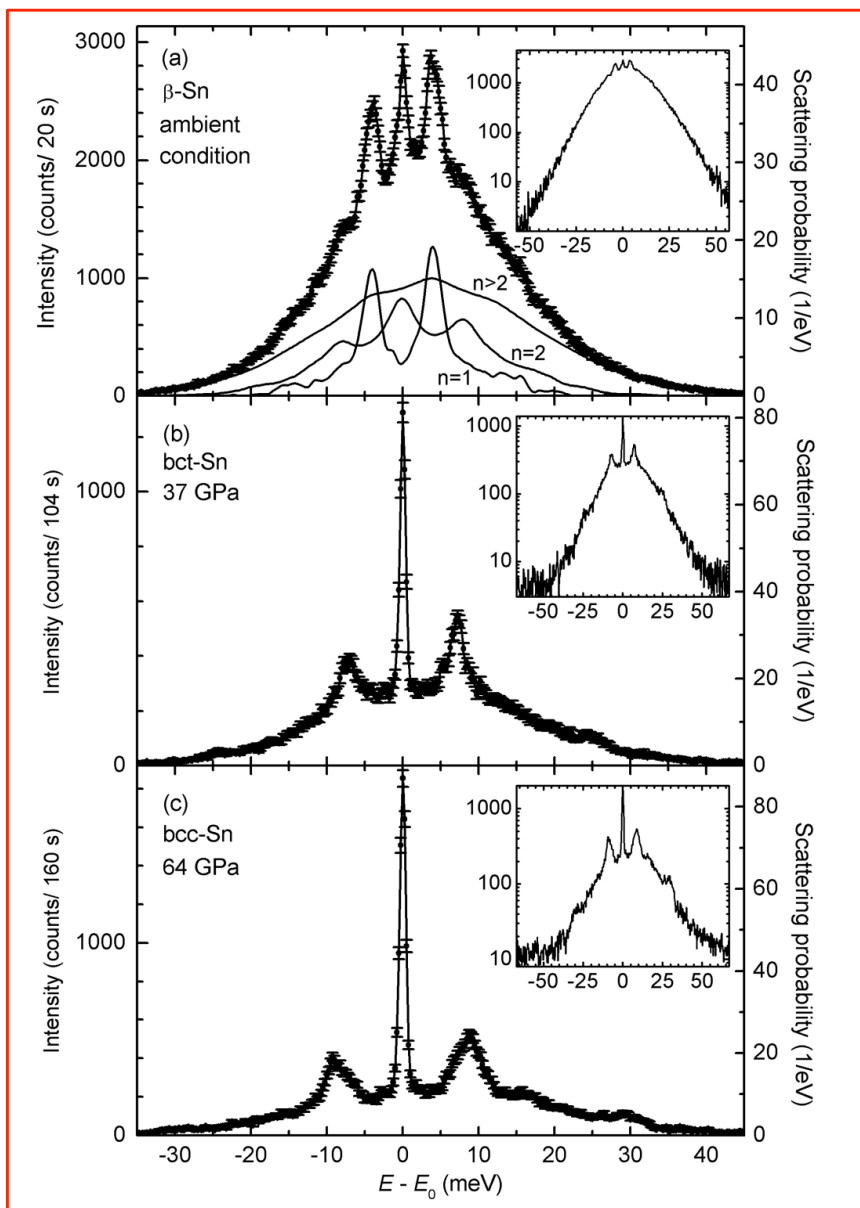 (a)
β-Sn
ambient
condition
Intensity (counts/ 20 s)
3000
2000
1000
0
Scattering probability (1/eV)
40
30
20
10
0
n>2
n=2
n=1
1000
100
10
-50 -25 0 25 50
(b)
bct-Sn
37 GPa
Intensity (counts/ 104 s)
1000
0
Scattering probability (1/eV)
80
60
40
20
0
1000
100
10
-50 -25 0 25 50
(c)
bcc-Sn
64 GPa
Intensity (counts/ 160 s)
1000
0
Scattering probability (1/eV)
80
60
40
20
0
1000
100
10
-50 -25 0 25 50
-30 -20 -10 0 10 20 30 40
E - E₀ (meV)